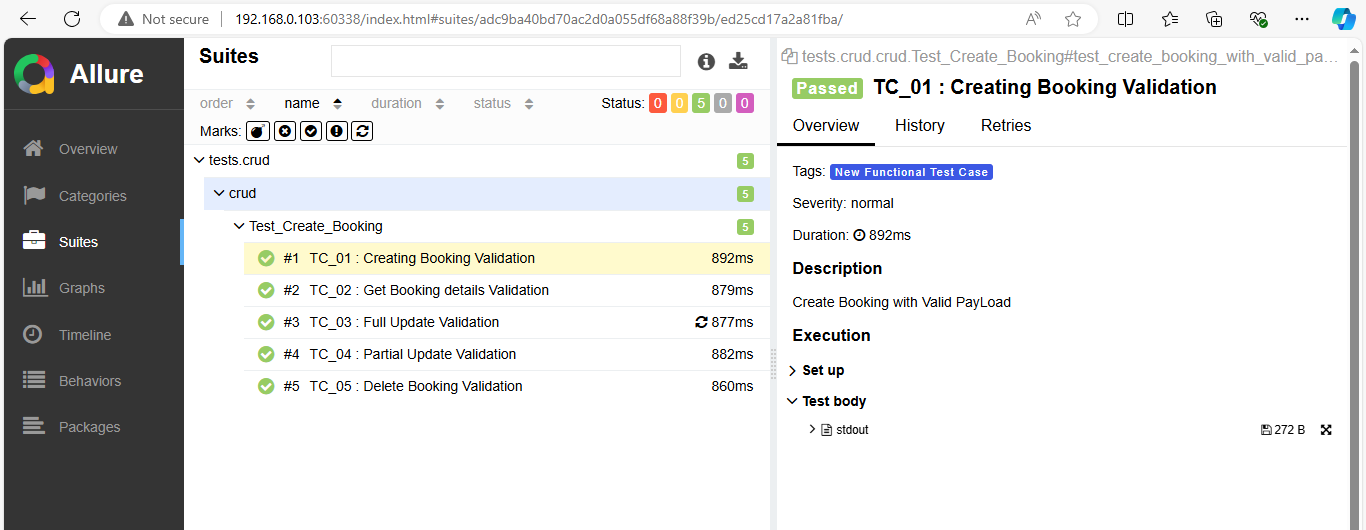 Not secure 192.168.0.103:60338/index.html#suites/adc9ba40bd70ac2d0a055df68a88f39b/ed25cd17a2a81fba/
Allure
Overview
Categories
Suites
Graphs
Timeline
Behaviors
Packages
Suites
order name duration status Status: 0 0 5 0 0
Marks:
tests.crud 5
crud 5
Test_Create_Booking 5
#1 TC_01 : Creating Booking Validation 892ms
#2 TC_02 : Get Booking details Validation 879ms
#3 TC_03 : Full Update Validation 877ms
#4 TC_04 : Partial Update Validation 882ms
#5 TC_05 : Delete Booking Validation 860ms
tests.crud.crud.Test_Create_Booking#test_create_booking_with_valid_pa...
Passed TC_01 : Creating Booking Validation
Overview History Retries
Tags: New Functional Test Case
Severity: normal
Duration: 892ms
Description
Create Booking with Valid PayLoad
Execution
Set up
Test body
stdout 272 B